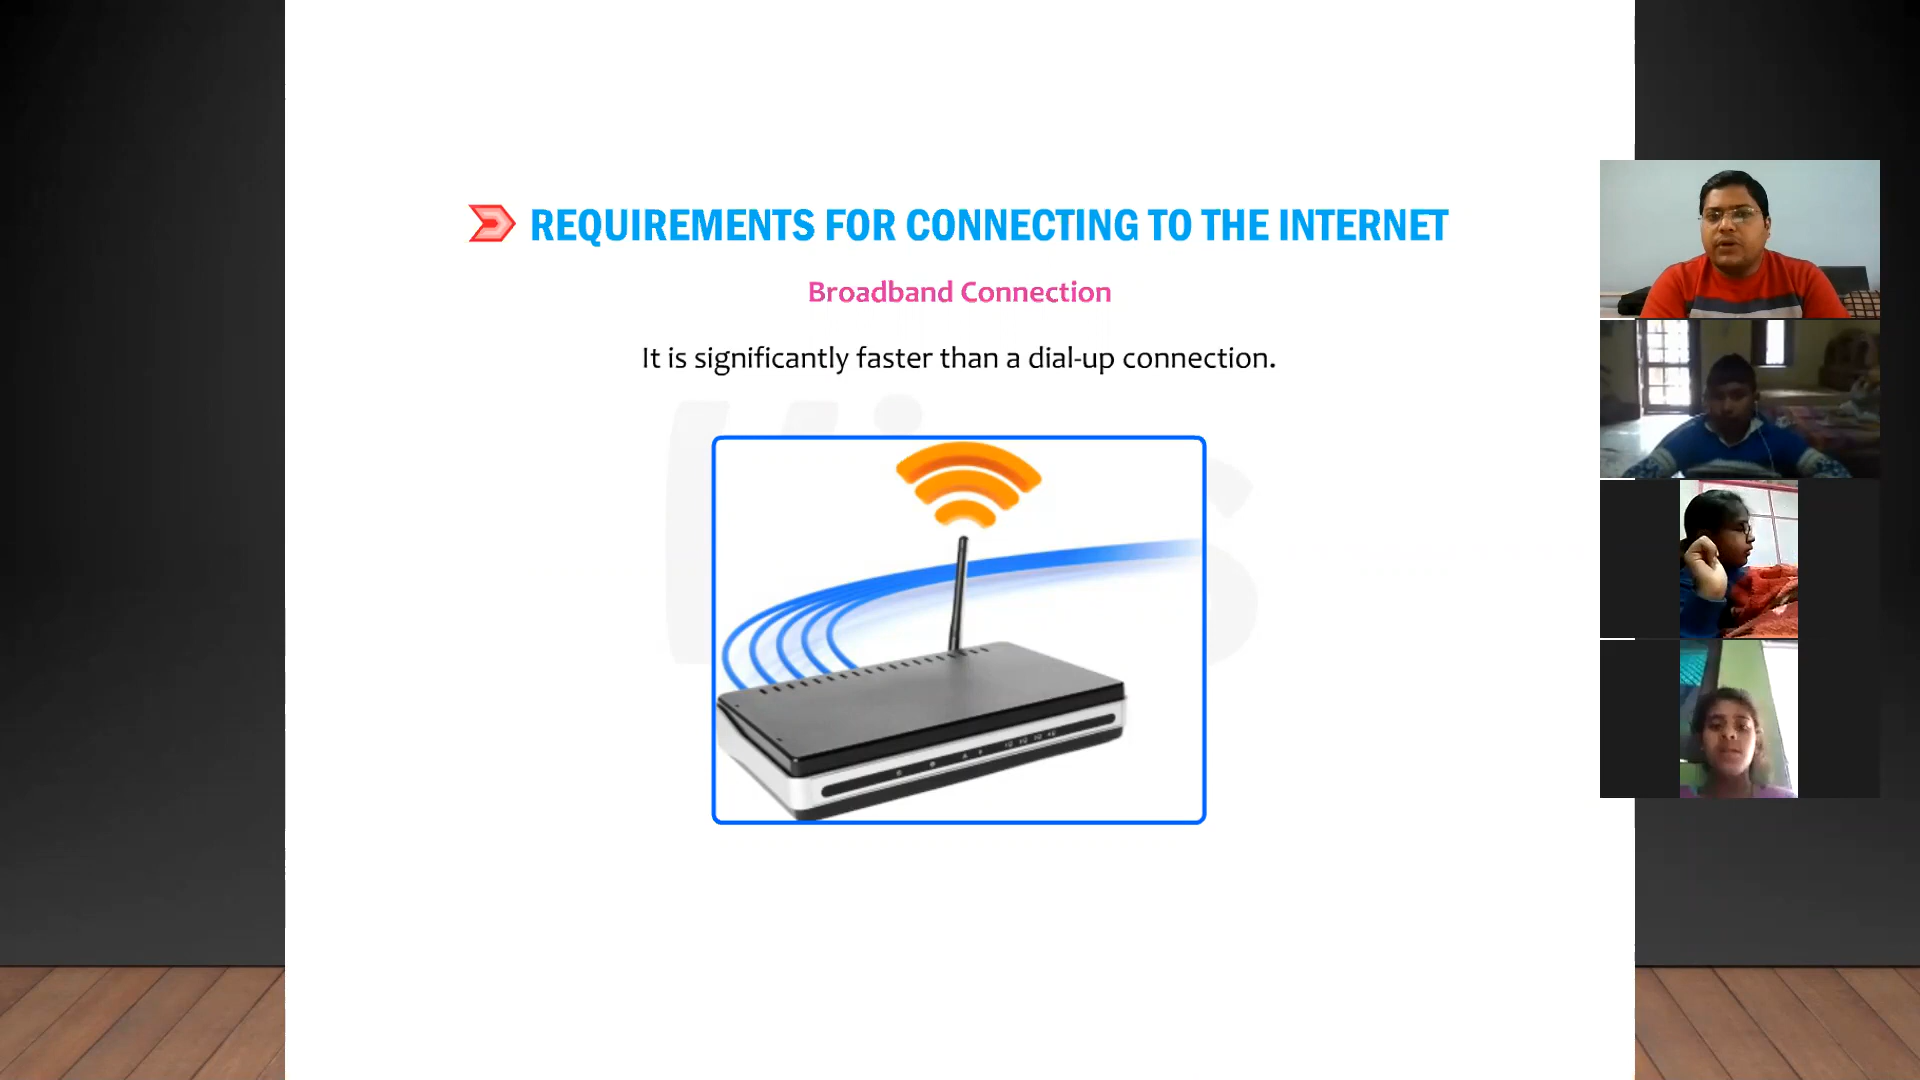 REQUIREMENTS FOR CONNECTING TO THE INTERNET
Broadband Connection
It is significantly faster than a dial-up connection.